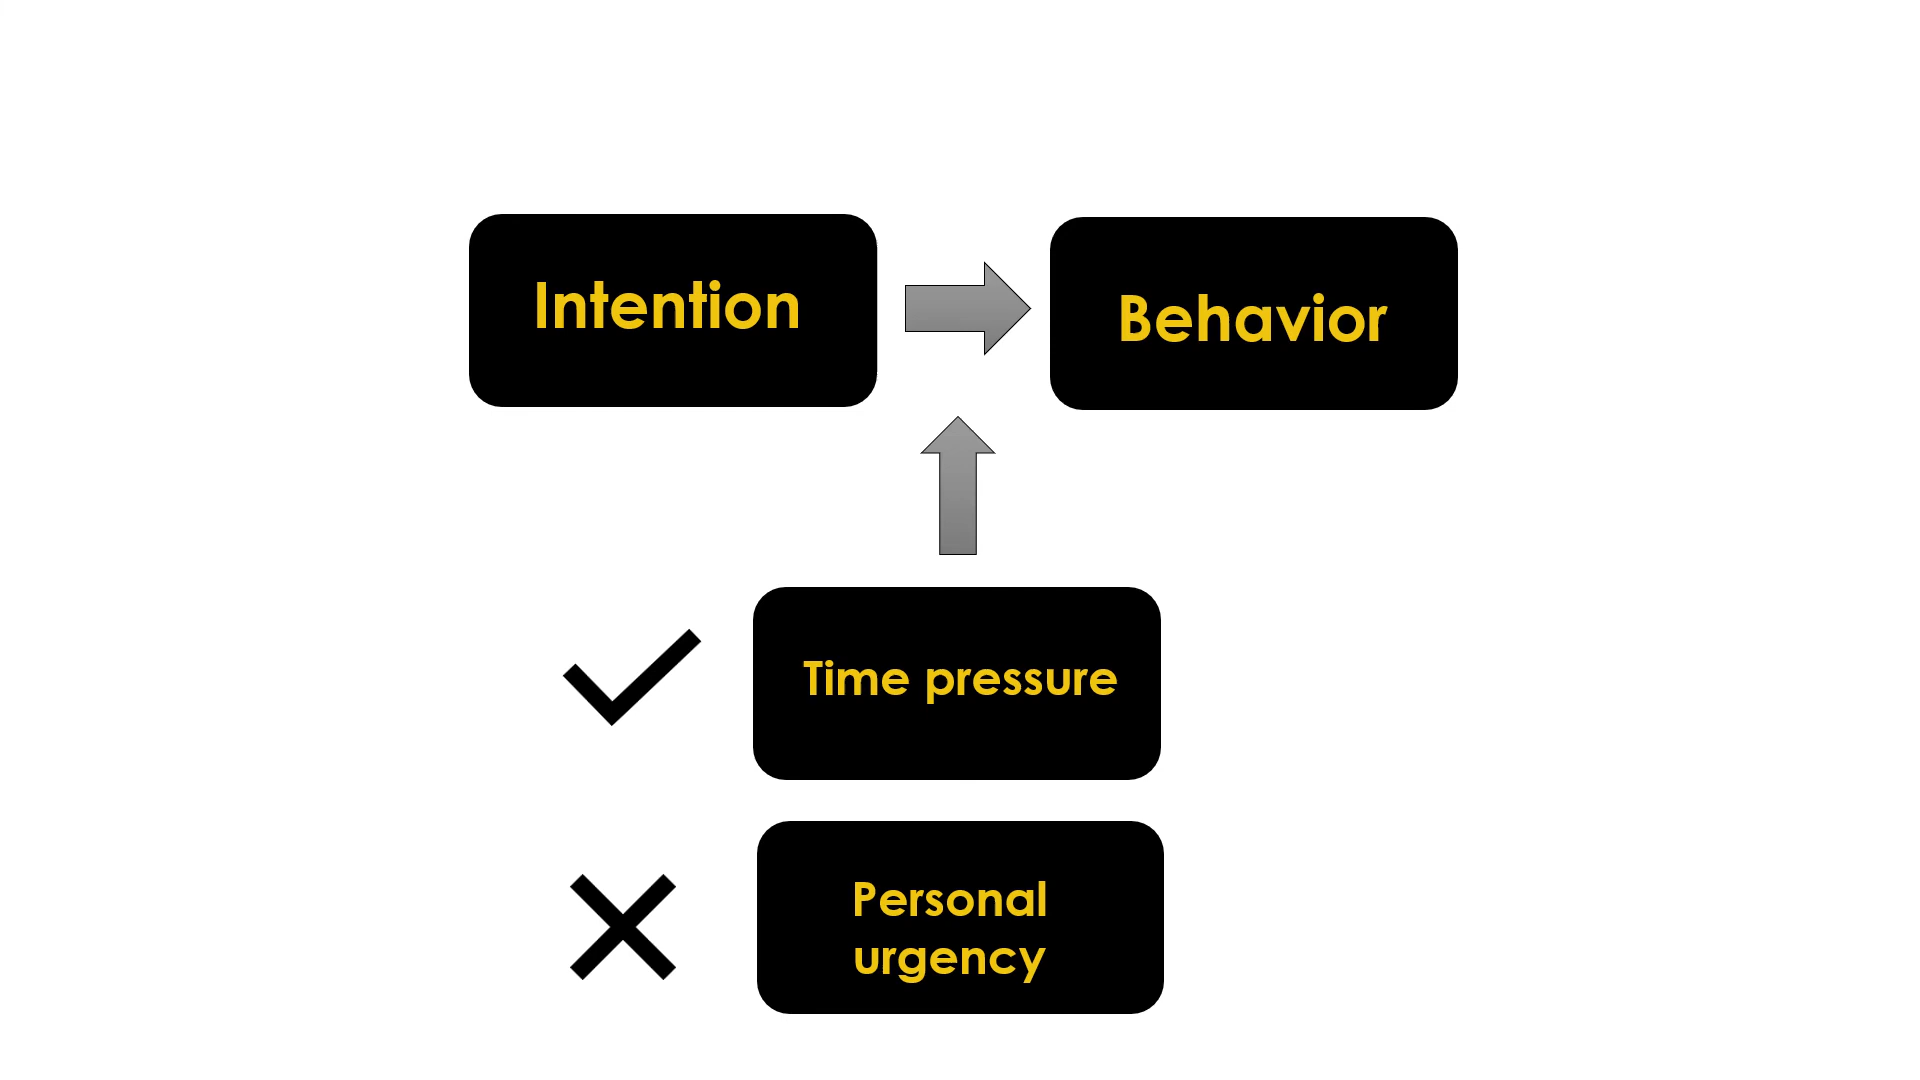 Intention
Behavior
Time pressure
Personal
urgency